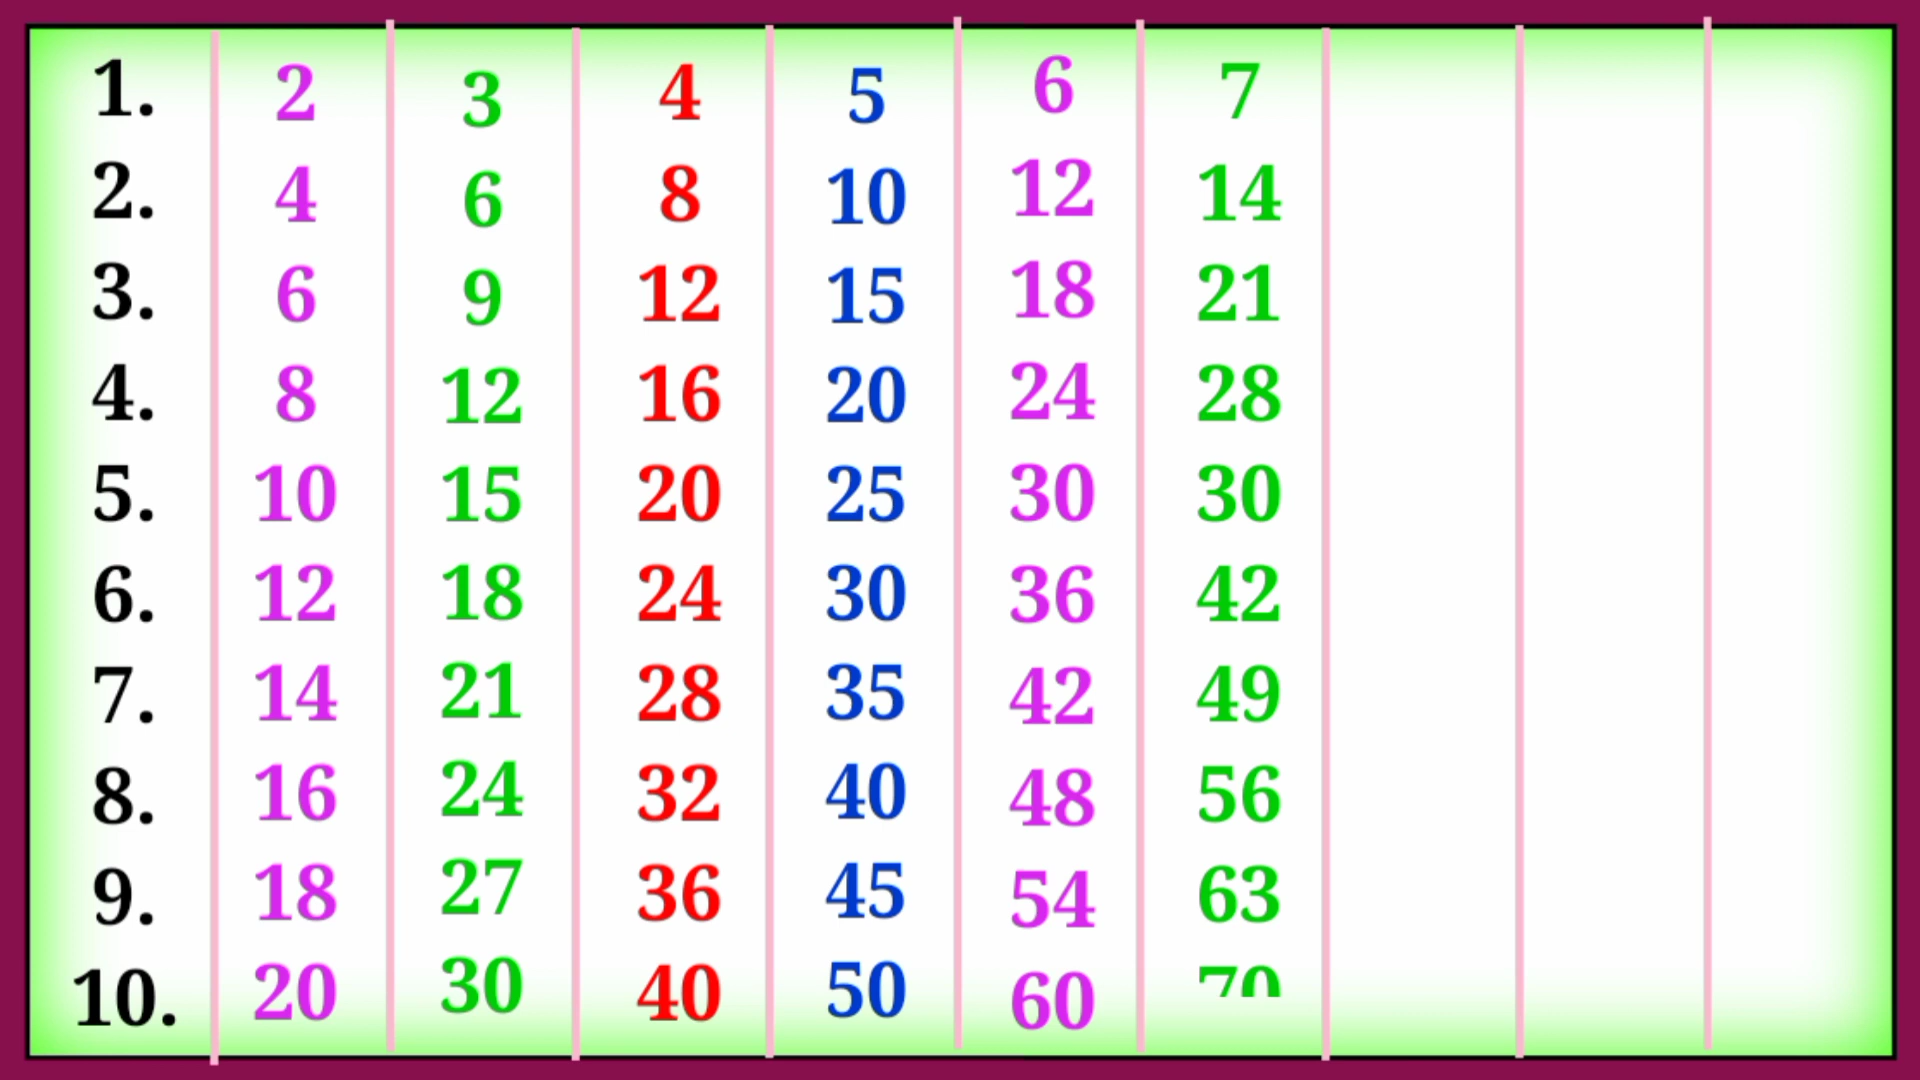 1. 2 3 4 5 6 7
2. 4 6 8 10 12 14
3. 6 9 12 15 18 21
4. 8 12 16 20 24 28
5. 10 15 20 25 30 30
6. 12 18 24 30 36 42
7. 14 21 28 35 42 49
8. 16 24 32 40 48 56
9. 18 27 36 45 54 63
10. 20 30 40 50 60 70